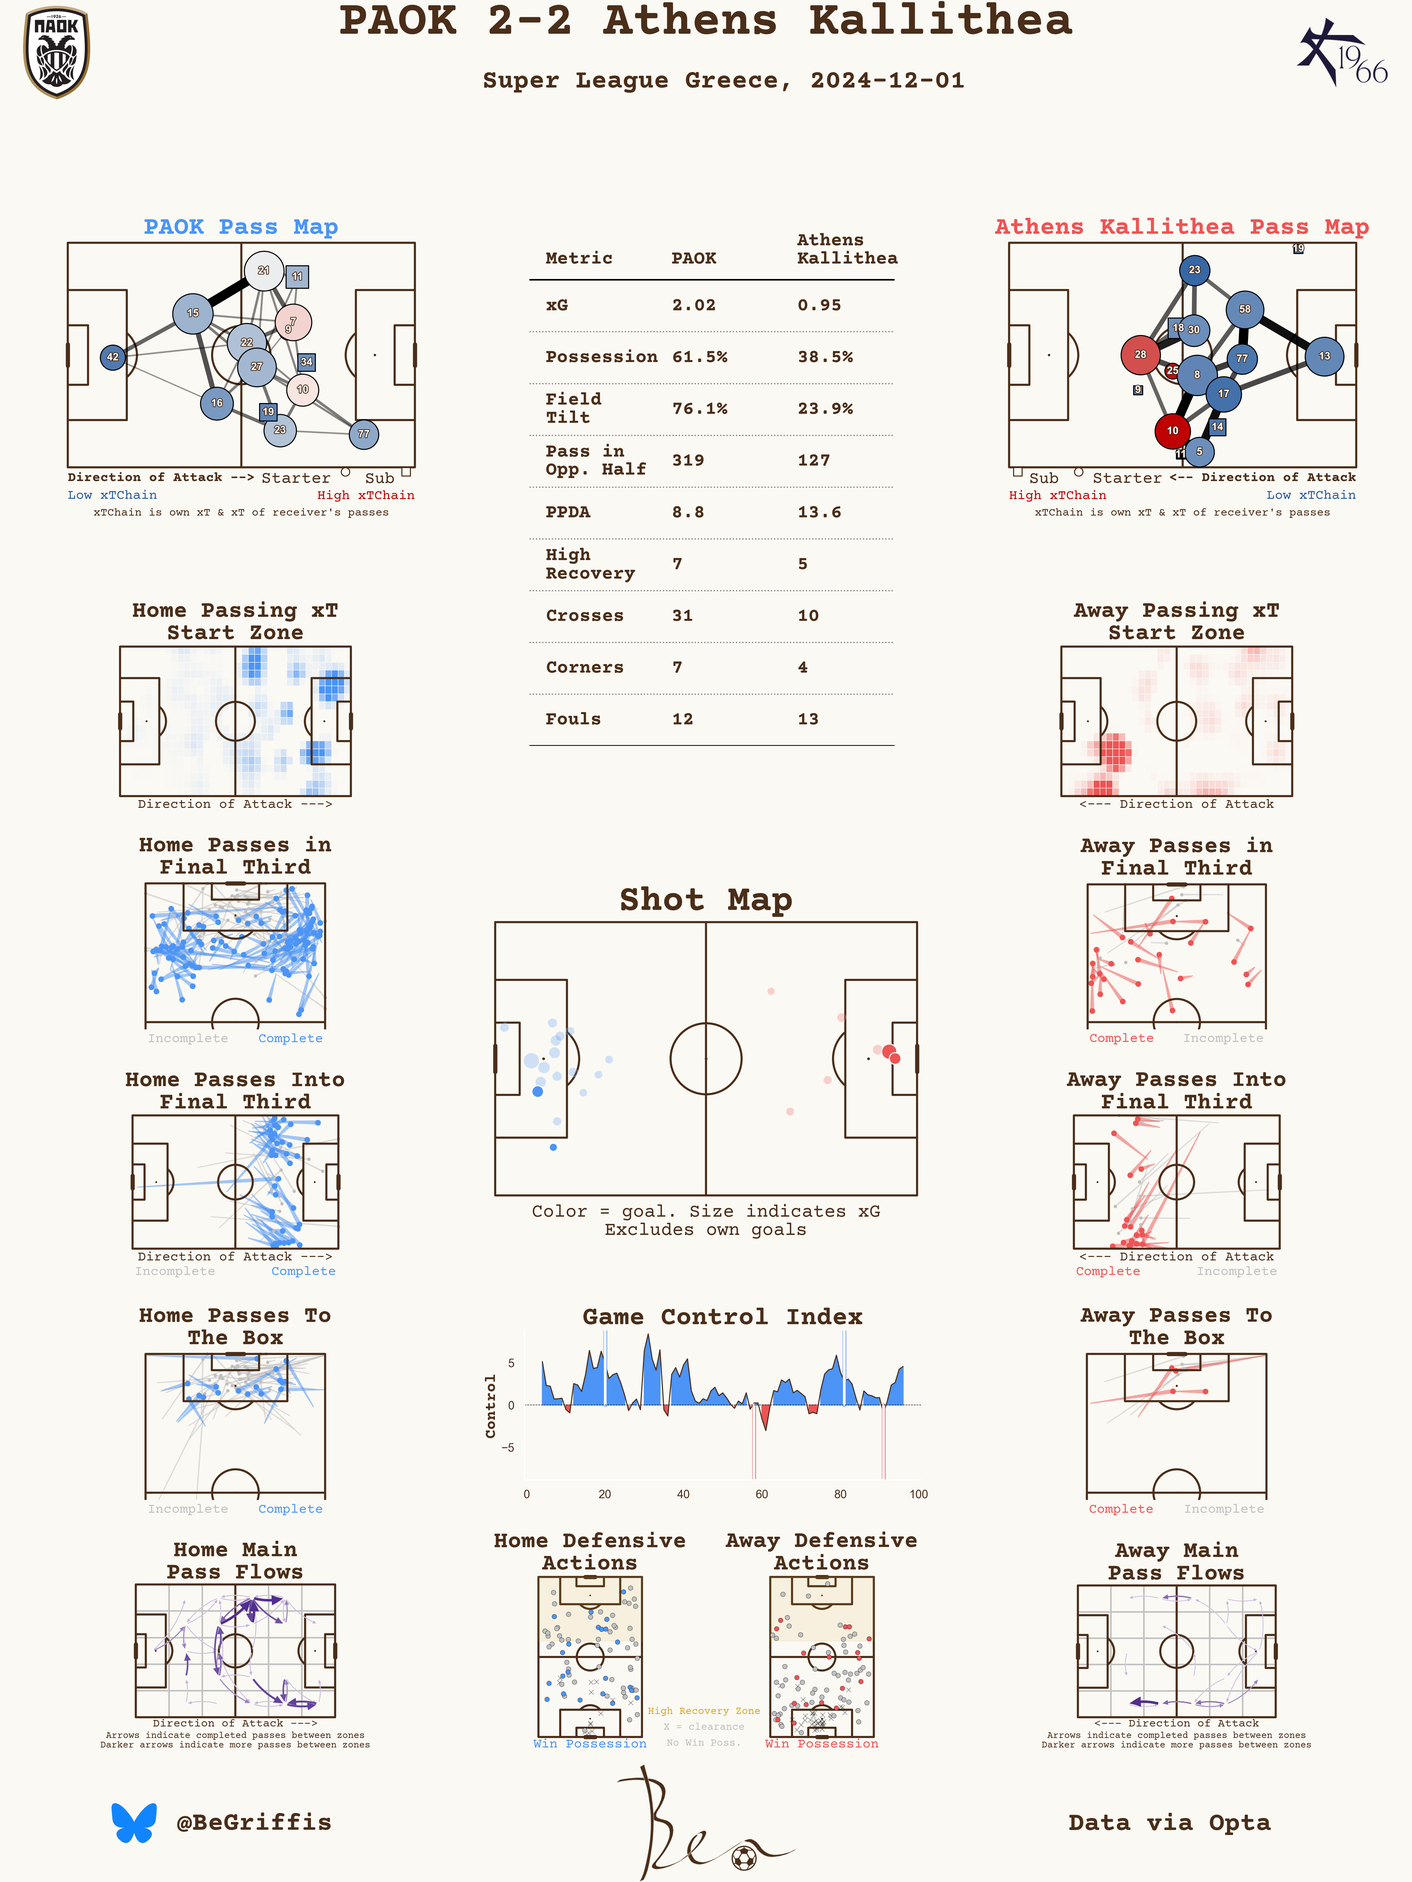 PAOK 2-2 Athens Kallithea
Super League Greece, 2024-12-01
ΠΑΟΚ
1966
PAOK Pass Map
21
11
15
7
9
22
42
34
27
10
16
19
23
77
Direction of Attack --> Starter Sub
Low xTChain High xTChain
xTChain is own xT & xT of receiver's passes
Metric PAOK Athens
Kallithea
xG 2.02 0.95
Possession 61.5% 38.5%
Field
Tilt 76.1% 23.9%
Pass in
Opp. Half 319 127
PPDA 8.8 13.6
High
Recovery 7 5
Crosses 31 10
Corners 7 4
Fouls 12 13
Athens Kallithea Pass Map
19
23
58
18
30
28
77
13
25
8
9
17
10
14
11
5
Sub Starter <-- Direction of Attack
High xTChain Low xTChain
xTChain is own xT & xT of receiver's passes
Home Passing xT
Start Zone
Direction of Attack --->
Away Passing xT
Start Zone
<--- Direction of Attack
Home Passes in
Final Third
Incomplete Complete
Shot Map
Color = goal. Size indicates xG
Excludes own goals
Away Passes in
Final Third
Complete Incomplete
Home Passes Into
Final Third
Direction of Attack --->
Incomplete Complete
Away Passes Into
Final Third
<--- Direction of Attack
Complete Incomplete
Home Passes To
The Box
Incomplete Complete
Game Control Index
Control
5
0
−5
0 20 40 60 80 100
Away Passes To
The Box
Complete Incomplete
Home Main
Pass Flows
Direction of Attack --->
Arrows indicate completed passes between zones
Darker arrows indicate more passes between zones
Home Defensive
Actions
Win Possession
High Recovery Zone
X = clearance
No Win Poss.
Away Defensive
Actions
Win Possession
Away Main
Pass Flows
<--- Direction of Attack
Arrows indicate completed passes between zones
Darker arrows indicate more passes between zones
@BeGriffis
Ben
Data via Opta